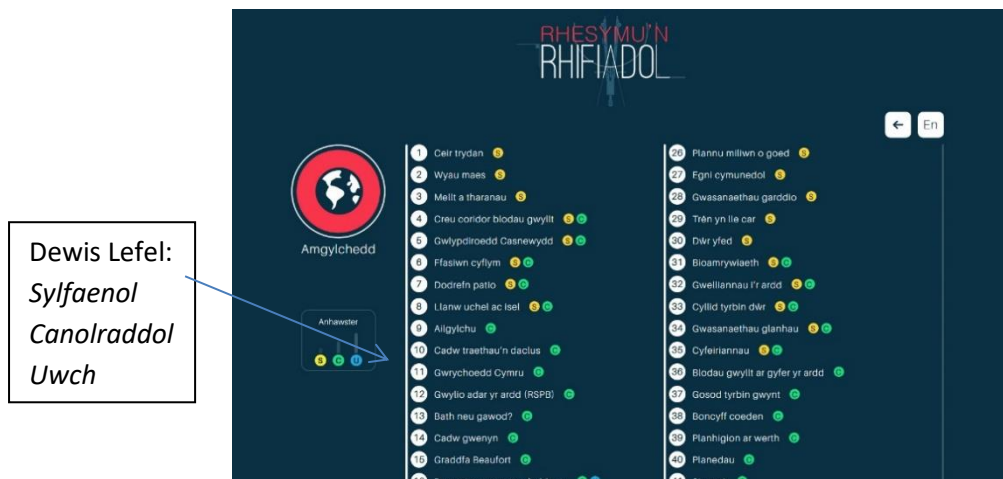 RHESYMU'N
RHIFIADOL
← En
Amgylchedd
Dewis Lefel:
Sylfaenol
Canolraddol
Uwch
Anhawster
S C U
1 Ceir trydan S
2 Wyau maes S
3 Mellt a tharanau S
4 Creu coridor blodau gwyllt S C
5 Gwlypdiroedd Casnewydd S C
6 Ffasiwn cyflym S C
7 Dodrefn patio S C
8 Llanw uchel ac isel S C
9 Ailgylchu C
10 Cadw traethau'n daclus C
11 Gwrychoedd Cymru C
12 Gwylio adar yr ardd (RSPB) C
13 Bath neu gawod? C
14 Cadw gwenyn C
15 Graddfa Beaufort C
26 Plannu miliwn o goed S
27 Egni cymunedol S
28 Gwasanaethau garddio S
29 Trên yn lle car S
30 Dŵr yfed S
31 Bioamrywiaeth S C
32 Gwelliannau i'r ardd S C
33 Cyllid tyrbin dŵr S C
34 Gwasanaethau glanhau S C
35 Cyfeiriannau S C
36 Blodau gwyllt ar gyfer yr ardd C
37 Gosod tyrbin gwynt C
38 Boncyff coeden C
39 Planhigion ar werth C
40 Planedau C